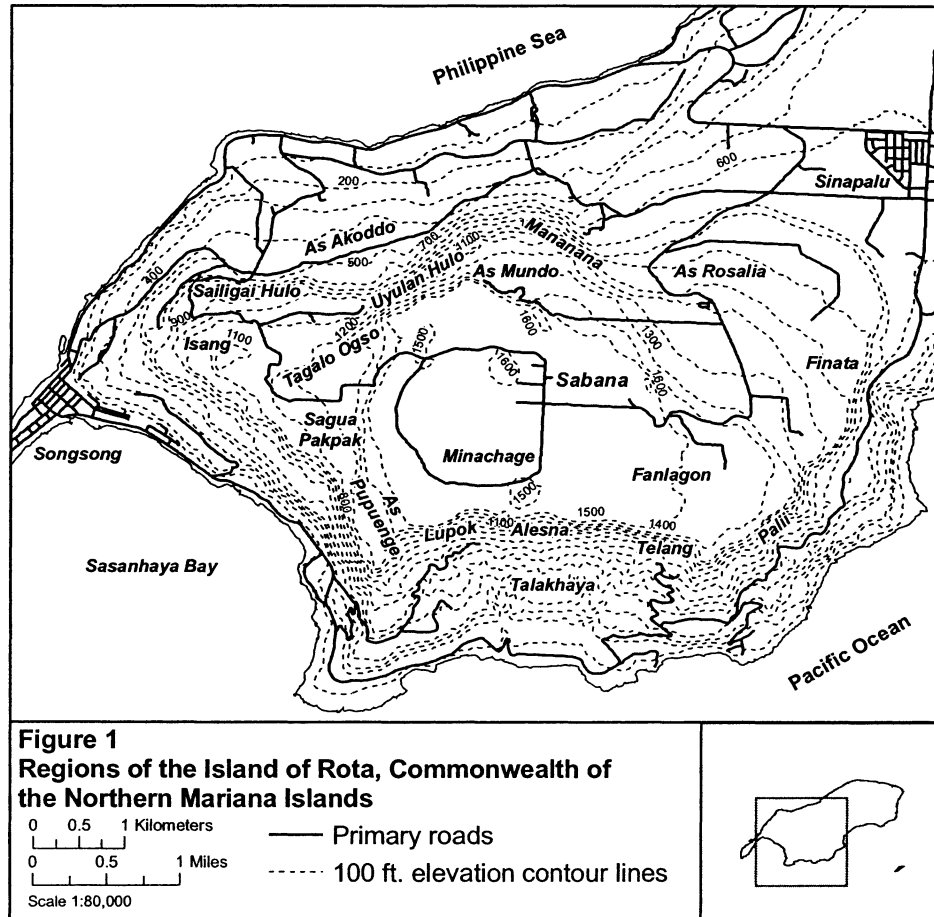 Philippine Sea
600
Sinapalu
200
As Akoddo
700
1100
Mananana
500
400
Uyulan Hulo
As Mundo
As Rosalia
Sailigai Hulo
900
1100
Isang
1200
Tagalo Ogso
1500
1600
1300
1600
1200
Sabana
Finata
Sagua
Pakpak
Songsong
Minachage
Fanlagon
800
As
Pupuenge
1500
Lupok
1100
Alesna
1500
1400
Telang
Palii
Sasanhaya Bay
Talakhaya
Pacific Ocean
Figure 1
Regions of the Island of Rota, Commonwealth of
the Northern Mariana Islands
0 0.5 1 Kilometers
Primary roads
0 0.5 1 Miles
100 ft. elevation contour lines
Scale 1:80,000